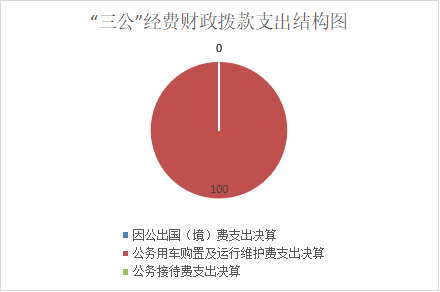 “三公”经费财政拨款支出结构图
0
100
因公出国（境）费支出决算
公务用车购置及运行维护费支出决算
公务接待费支出决算